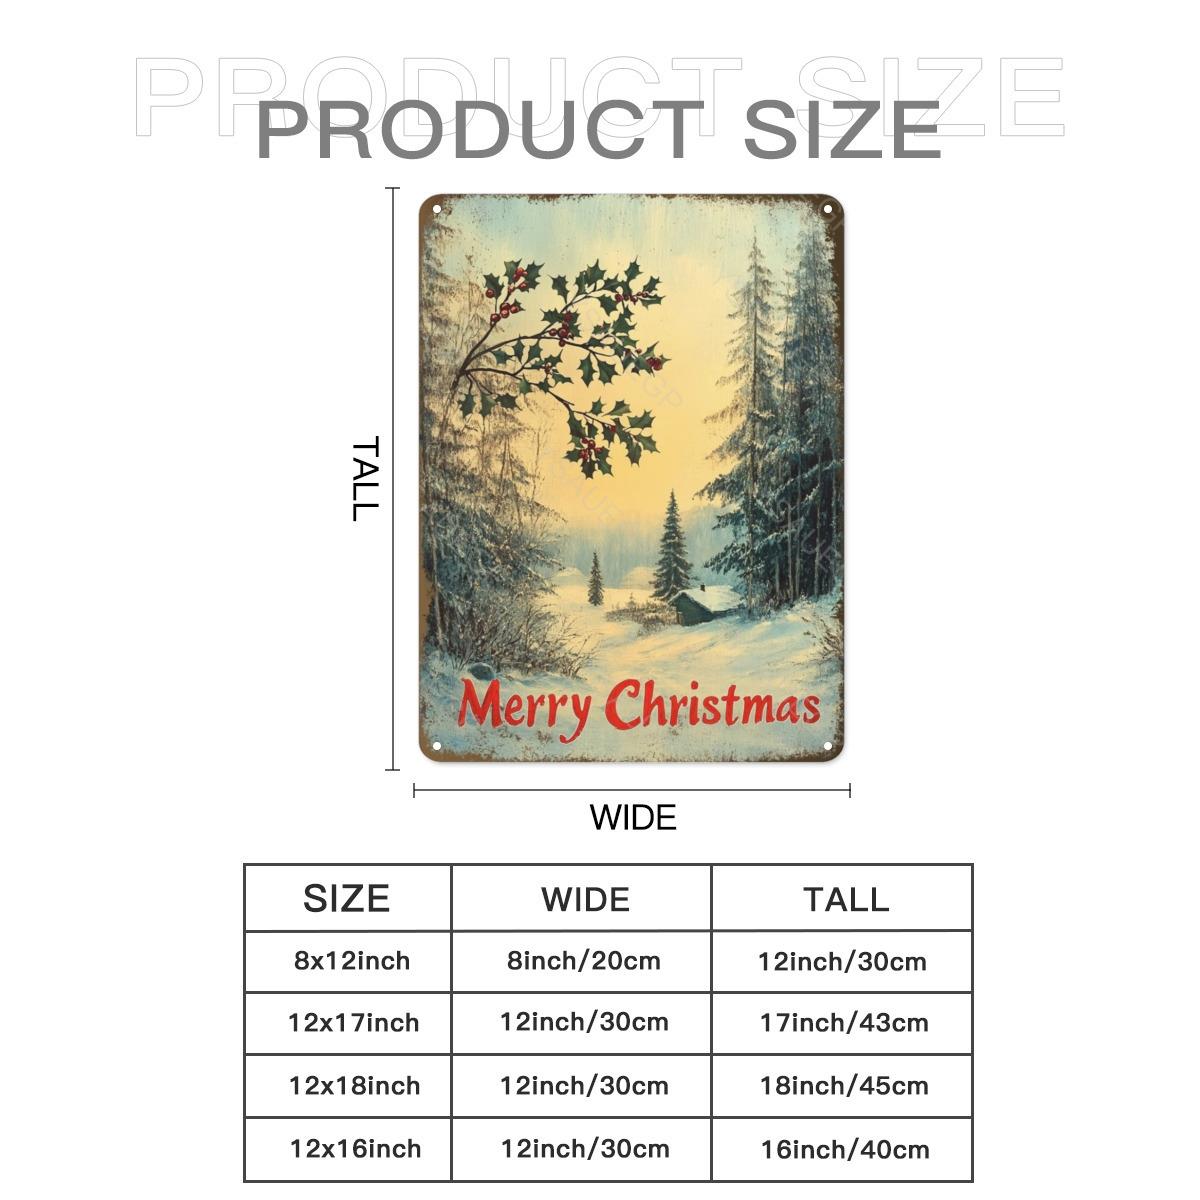 PRODUCT SIZE
PRODUCT SIZE
TALL
Merry Christmas
WIDE
SIZE WIDE TALL
8x12inch 8inch/20cm 12inch/30cm
12x17inch 12inch/30cm 17inch/43cm
12x18inch 12inch/30cm 18inch/45cm
12x16inch 12inch/30cm 16inch/40cm